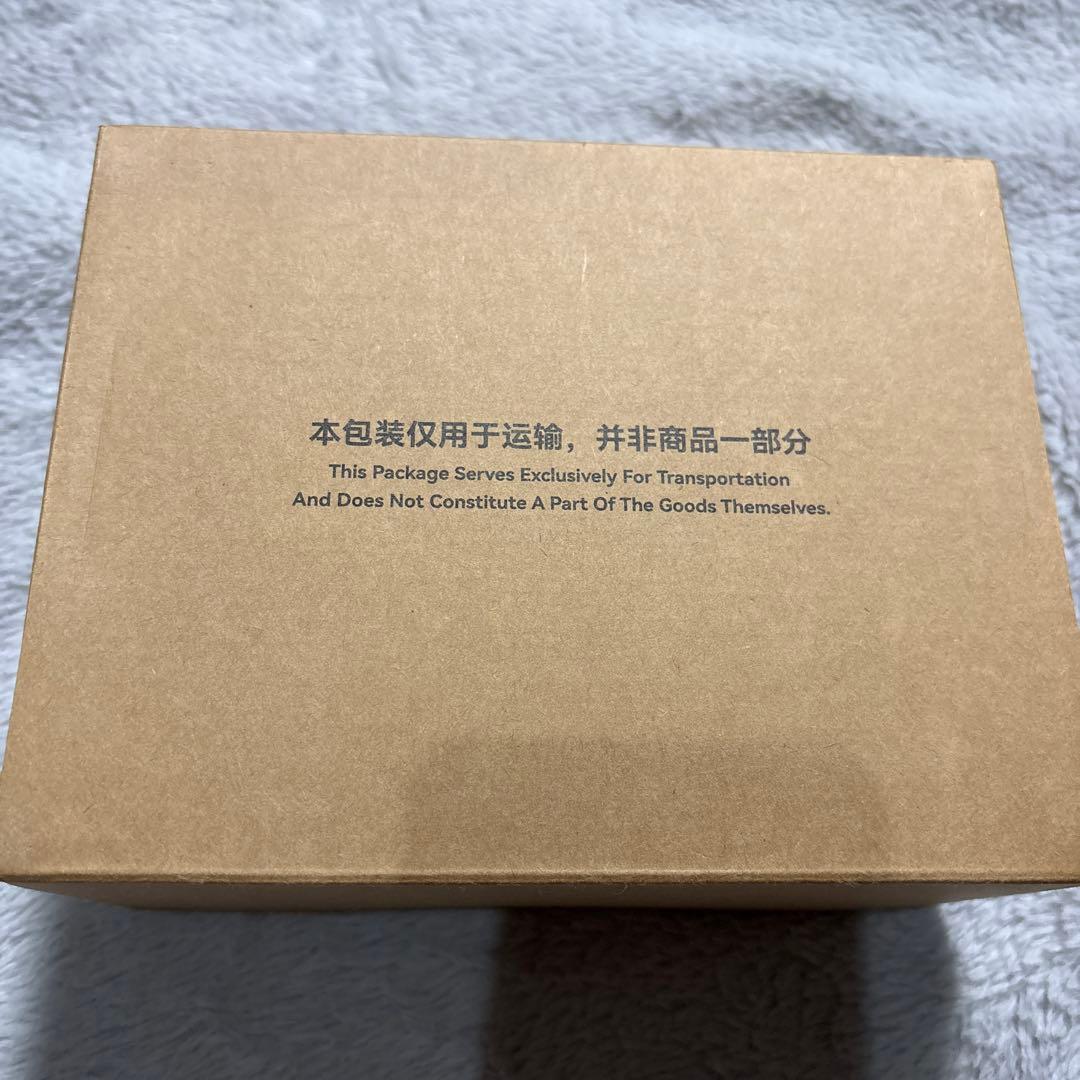 本包装仅用于运输，并非商品一部分
This Package Serves Exclusively For Transportation
And Does Not Constitute A Part Of The Goods Themselves.